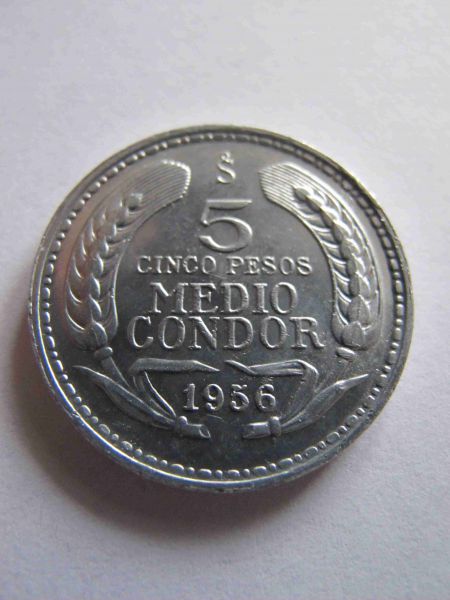 Š
5
CINCO PESOS
MEDIO
CONDOR
1956